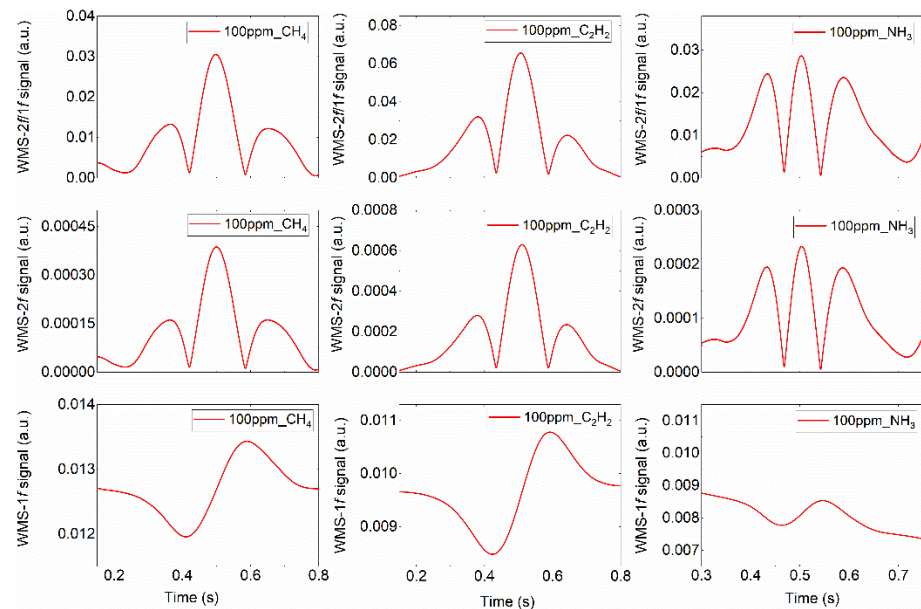 WMS-2f/1f signal (a.u.)
0.04
0.03
0.02
0.01
0.00
100ppm_CH₄
WMS-2f/1f signal (a.u.)
0.08
0.06
0.04
0.02
0.00
100ppm_C₂H₂
WMS-2f/1f signal (a.u.)
0.03
0.02
0.01
0.00
100ppm_NH₃
WMS-2f signal (a.u.)
0.00045
0.00030
0.00015
0.00000
100ppm_CH₄
WMS-2f signal (a.u.)
0.0008
0.0006
0.0004
0.0002
0.0000
100ppm_C₂H₂
WMS-2f signal (a.u.)
0.0003
0.0002
0.0001
0.0000
100ppm_NH₃
WMS-1f signal (a.u.)
0.014
0.013
0.012
100ppm_CH₄
0.2 0.4 0.6 0.8
Time (s)
WMS-1f signal (a.u.)
0.011
0.010
0.009
100ppm_C₂H₂
0.2 0.4 0.6 0.8
Time (s)
WMS-1f signal (a.u.)
0.011
0.010
0.009
0.008
0.007
100ppm_NH₃
0.3 0.4 0.5 0.6 0.7
Time (s)